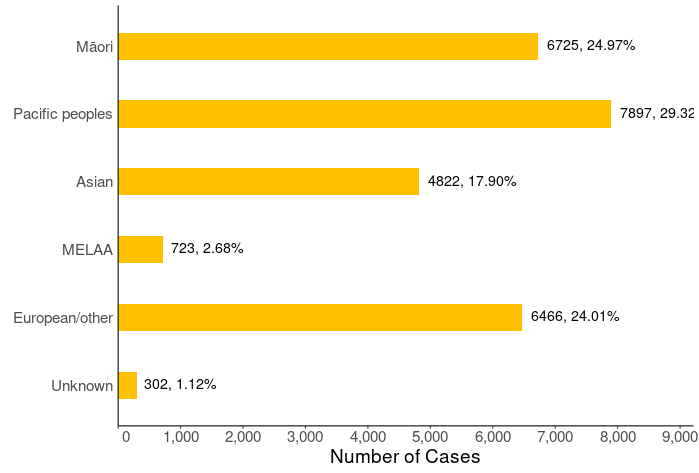 Māori 6725, 24.97%
Pacific peoples 7897, 29.32
Asian 4822, 17.90%
MELAA 723, 2.68%
European/other 6466, 24.01%
Unknown 302, 1.12%
0 1,000 2,000 3,000 4,000 5,000 6,000 7,000 8,000 9,000
Number of Cases